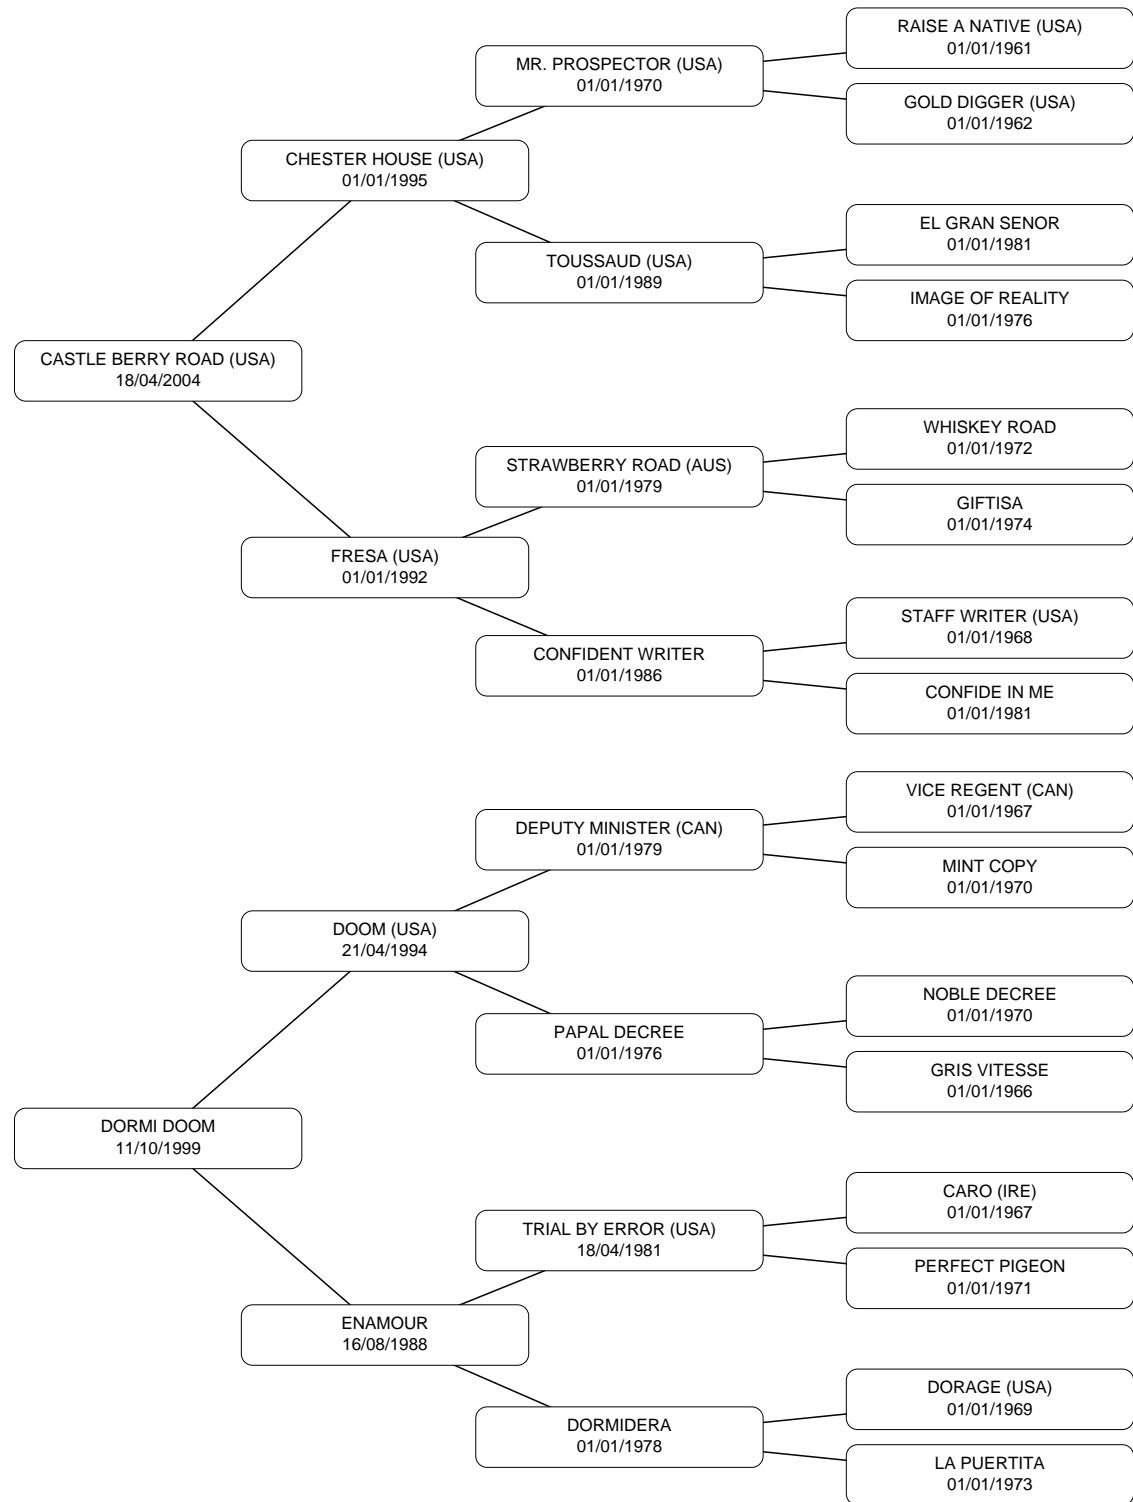 RAISE A NATIVE (USA)
01/01/1961
MR. PROSPECTOR (USA)
01/01/1970
GOLD DIGGER (USA)
01/01/1962
CHESTER HOUSE (USA)
01/01/1995
EL GRAN SENOR
01/01/1981
TOUSSAUD (USA)
01/01/1989
IMAGE OF REALITY
01/01/1976
CASTLE BERRY ROAD (USA)
18/04/2004
WHISKEY ROAD
01/01/1972
STRAWBERRY ROAD (AUS)
01/01/1979
GIFTISA
01/01/1974
FRESA (USA)
01/01/1992
STAFF WRITER (USA)
01/01/1968
CONFIDENT WRITER
01/01/1986
CONFIDE IN ME
01/01/1981
VICE REGENT (CAN)
01/01/1967
DEPUTY MINISTER (CAN)
01/01/1979
MINT COPY
01/01/1970
DOOM (USA)
21/04/1994
NOBLE DECREE
01/01/1970
PAPAL DECREE
01/01/1976
GRIS VITESSE
01/01/1966
DORMI DOOM
11/10/1999
CARO (IRE)
01/01/1967
TRIAL BY ERROR (USA)
18/04/1981
PERFECT PIGEON
01/01/1971
ENAMOUR
16/08/1988
DORAGE (USA)
01/01/1969
DORMIDERA
01/01/1978
LA PUERTITA
01/01/1973